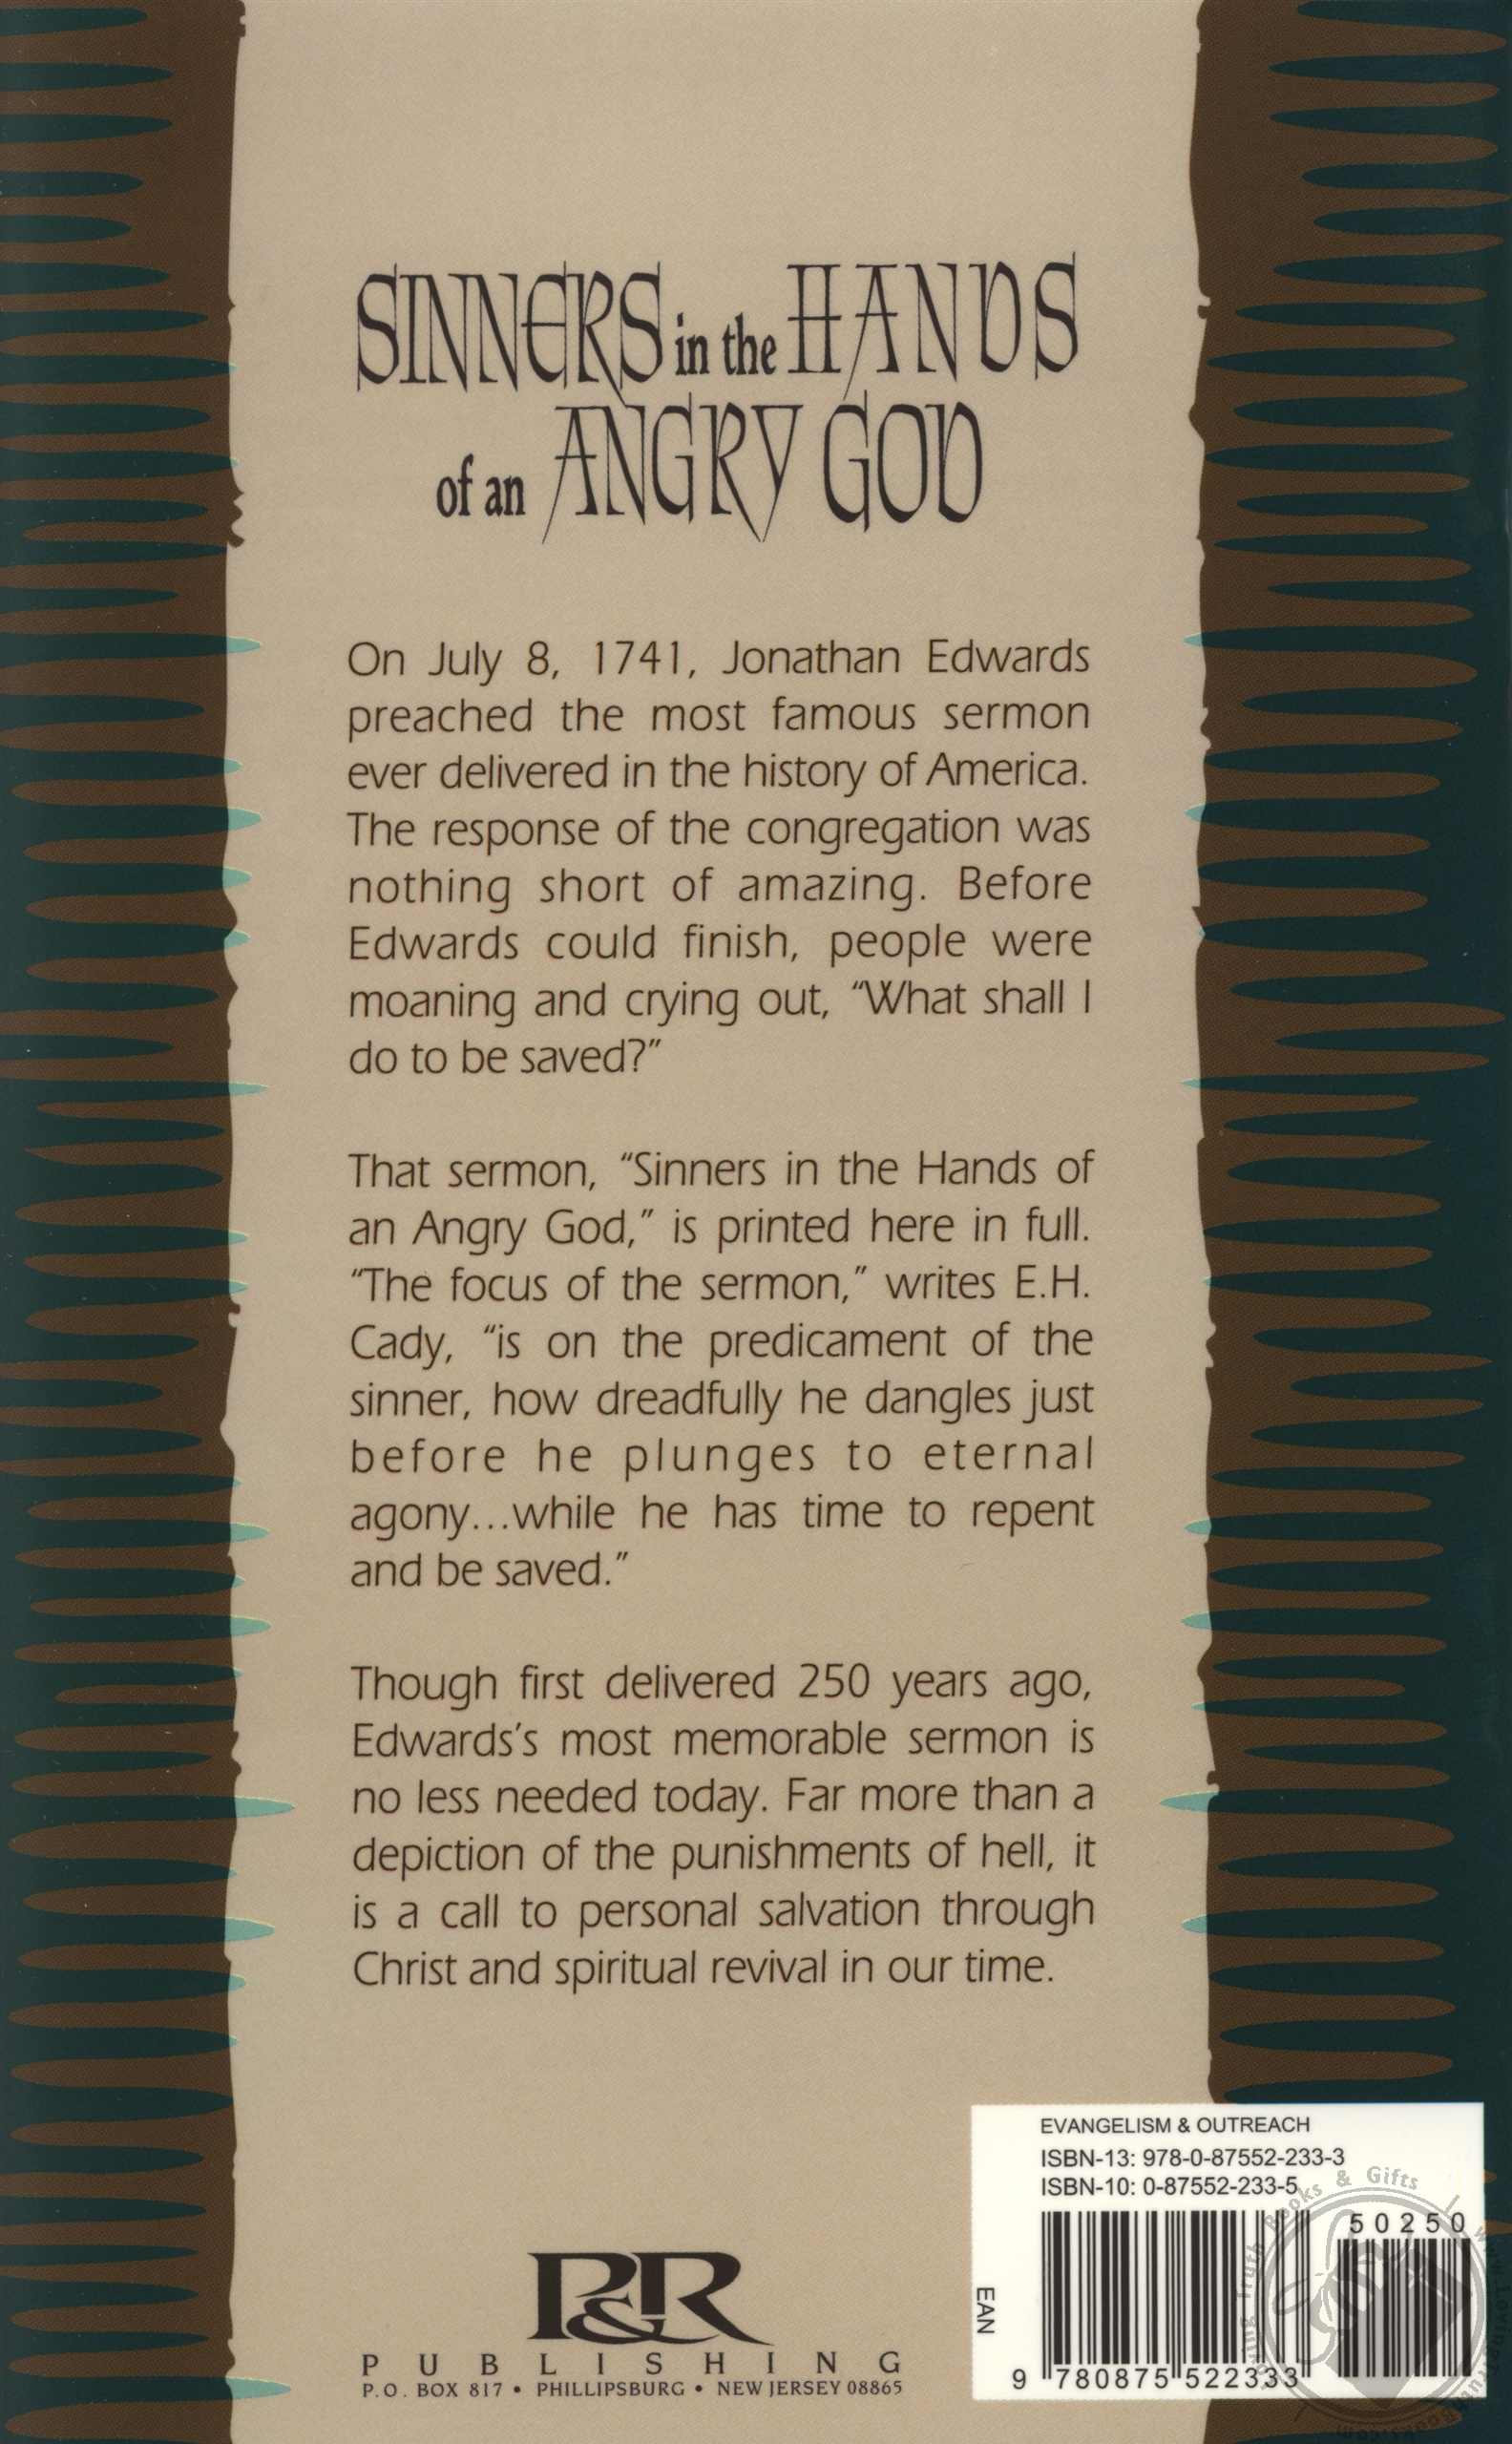 SINNERS in the HANDS
of an ANGRY GOD
On July 8, 1741, Jonathan Edwards
preached the most famous sermon
ever delivered in the history of America.
The response of the congregation was
nothing short of amazing. Before
Edwards could finish, people were
moaning and crying out, “What shall I
do to be saved?”
That sermon, “Sinners in the Hands of
an Angry God,” is printed here in full.
“The focus of the sermon,” writes E.H.
Cady, “is on the predicament of the
sinner, how dreadfully he dangles just
before he plunges to eternal
agony...while he has time to repent
and be saved.”
Though first delivered 250 years ago,
Edwards's most memorable sermon is
no less needed today. Far more than a
depiction of the punishments of hell, it
is a call to personal salvation through
Christ and spiritual revival in our time.
EVANGELISM & OUTREACH
ISBN-13: 978-0-87552-233-3
ISBN-10: 0-87552-233-5
50250
EAN
9 780875 522333
P&R
PUBLISHING
P.O. BOX 817 • PHILLIPSBURG • NEW JERSEY 08865
Books & Gifts